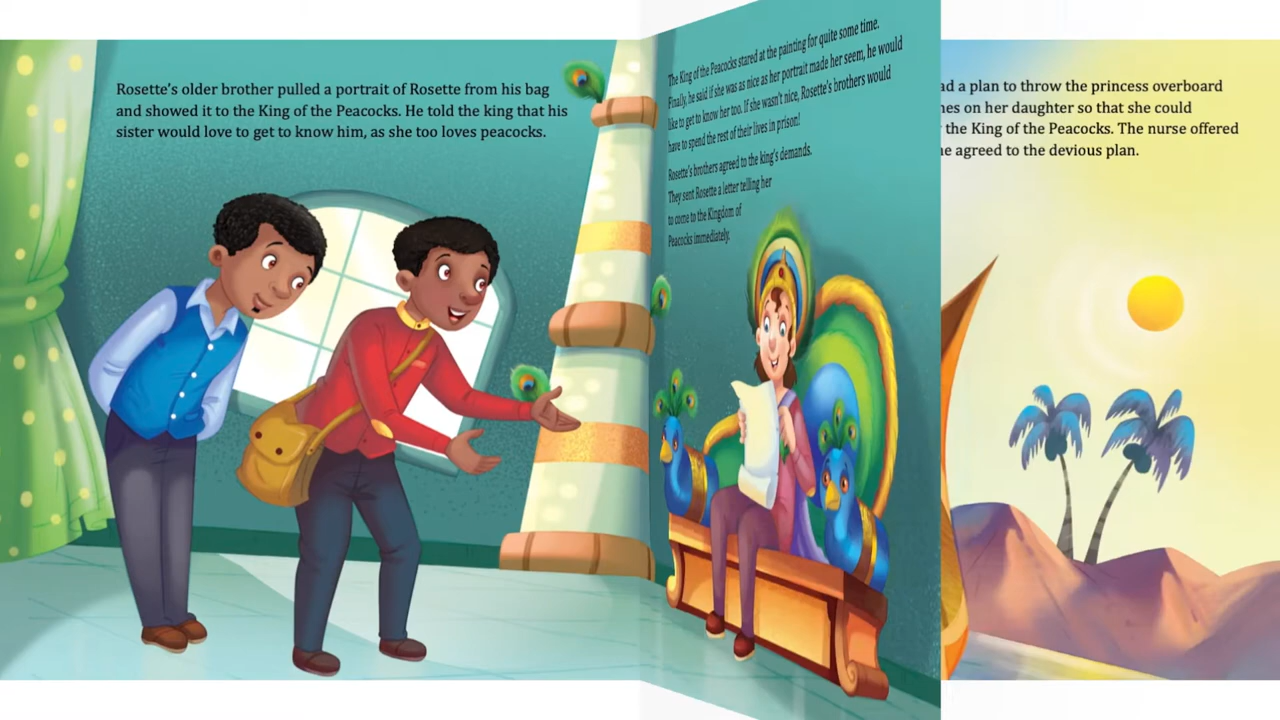 Rosette's older brother pulled a portrait of Rosette from his bag
and showed it to the King of the Peacocks. He told the king that his
sister would love to get to know him, as she too loves peacocks.
The King of the Peacocks stared at the painting for quite some time.
Finally, he said if she was as nice as her portrait made her seem, he would
like to get to know her too. If she wasn't nice, Rosette's brothers would
have to spend the rest of their lives in prison!
Rosette's brothers agreed to the king's demands.
They sent Rosette a letter telling her
to come to the Kingdom of
Peacocks immediately.
a plan to throw the princess overboard
on her daughter so that she could
the King of the Peacocks. The nurse offered
agreed to the devious plan.